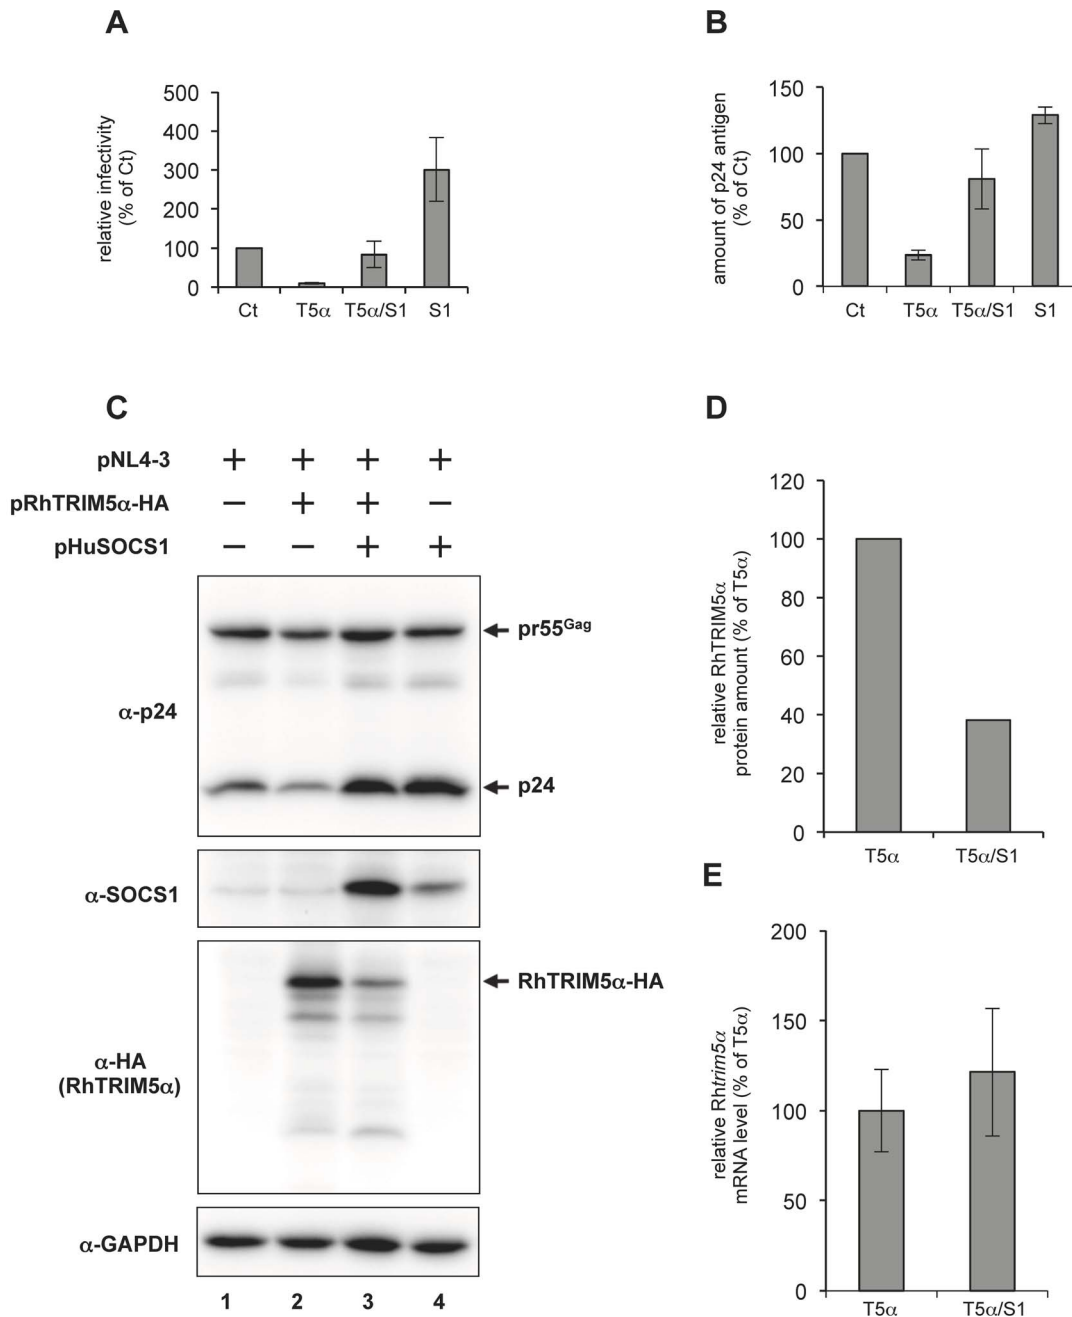 A
relative infectivity
(% of Ct)
500
400
300
200
100
0
Ct T5α T5α/S1 S1
B
amount of p24 antigen
(% of Ct)
150
100
50
0
Ct T5α T5α/S1 S1
C
pNL4-3 + + + +
pRhTRIM5α-HA − + + −
pHuSOCS1 − − + +
pr55Gag
α-p24
p24
α-SOCS1
RhTRIM5α-HA
α-HA
(RhTRIM5α)
α-GAPDH
1 2 3 4
D
relative RhTRIM5α
protein amount (% of T5α)
120
100
80
60
40
20
0
T5α T5α/S1
E
relative Rhtrim5α
mRNA level (% of T5α)
200
150
100
50
0
T5α T5α/S1